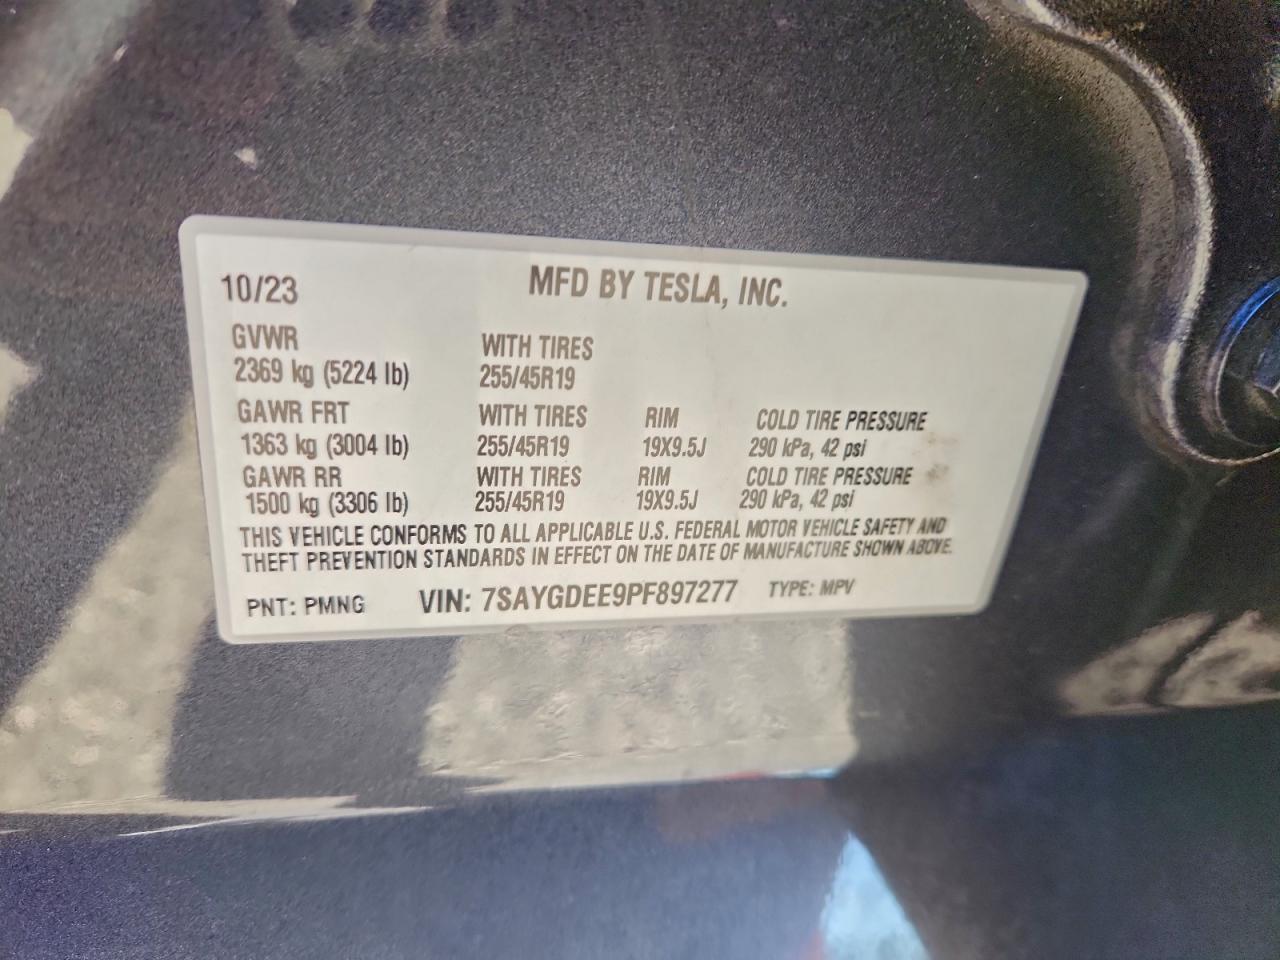 10/23 MFD BY TESLA, INC.
GVWR WITH TIRES
2369 kg (5224 lb) 255/45R19
GAWR FRT WITH TIRES RIM COLD TIRE PRESSURE
1363 kg (3004 lb) 255/45R19 19X9.5J 290 kPa, 42 psi
GAWR RR WITH TIRES RIM COLD TIRE PRESSURE
1500 kg (3306 lb) 255/45R19 19X9.5J 290 kPa, 42 psi
THIS VEHICLE CONFORMS TO ALL APPLICABLE U.S. FEDERAL MOTOR VEHICLE SAFETY AND
THEFT PREVENTION STANDARDS IN EFFECT ON THE DATE OF MANUFACTURE SHOWN ABOVE.
PNT: PMNG VIN: 7SAYGDEE9PF897277 TYPE: MPV